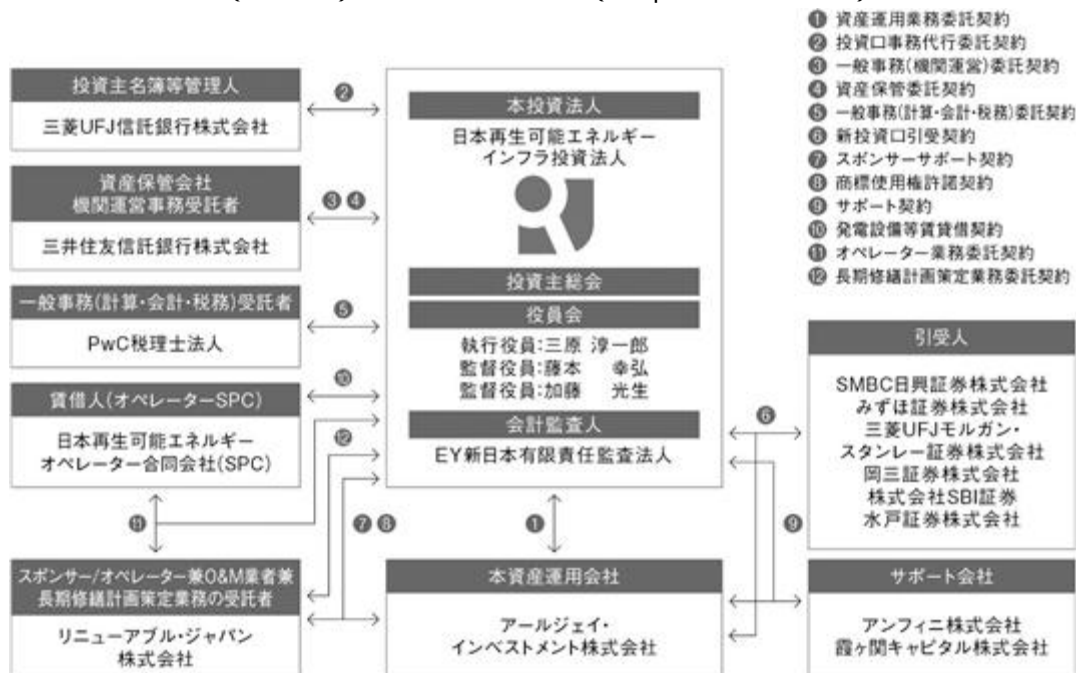 ❶ 資産運用業務委託契約
❷ 投資口事務代行委託契約
❸ 一般事務(機関運営)委託契約
❹ 資産保管委託契約
❺ 一般事務(計算・会計・税務)委託契約
❻ 新投資口引受契約
❼ スポンサーサポート契約
❽ 商標使用権許諾契約
❾ サポート契約
❿ 発電設備等賃貸借契約
⓫ オペレーター業務委託契約
⓬ 長期修繕計画策定業務委託契約
投資主名簿等管理人
三菱UFJ信託銀行株式会社
❷
資産保管会社
機関運営事務受託者
三井住友信託銀行株式会社
❸ ❹
一般事務(計算・会計・税務)受託者
PwC税理士法人
❺
賃借人(オペレーターSPC)
日本再生可能エネルギー
オペレーター合同会社(SPC)
❿
⓬
⓫
スポンサー/オペレーター兼O&M業者兼
長期修繕計画策定業務の受託者
リニューアブル・ジャパン
株式会社
❼ ❽
本投資法人
日本再生可能エネルギー
インフラ投資法人
投資主総会
役員会
執行役員:三原 淳一郎
監督役員:藤本 幸弘
監督役員:加藤 光生
会計監査人
EY新日本有限責任監査法人
❶
本資産運用会社
アールジェイ・
インベストメント株式会社
❻
❾
引受人
SMBC日興証券株式会社
みずほ証券株式会社
三菱UFJモルガン・
スタンレー証券株式会社
岡三証券株式会社
株式会社SBI証券
水戸証券株式会社
サポート会社
アンフィニ株式会社
霞ヶ関キャピタル株式会社